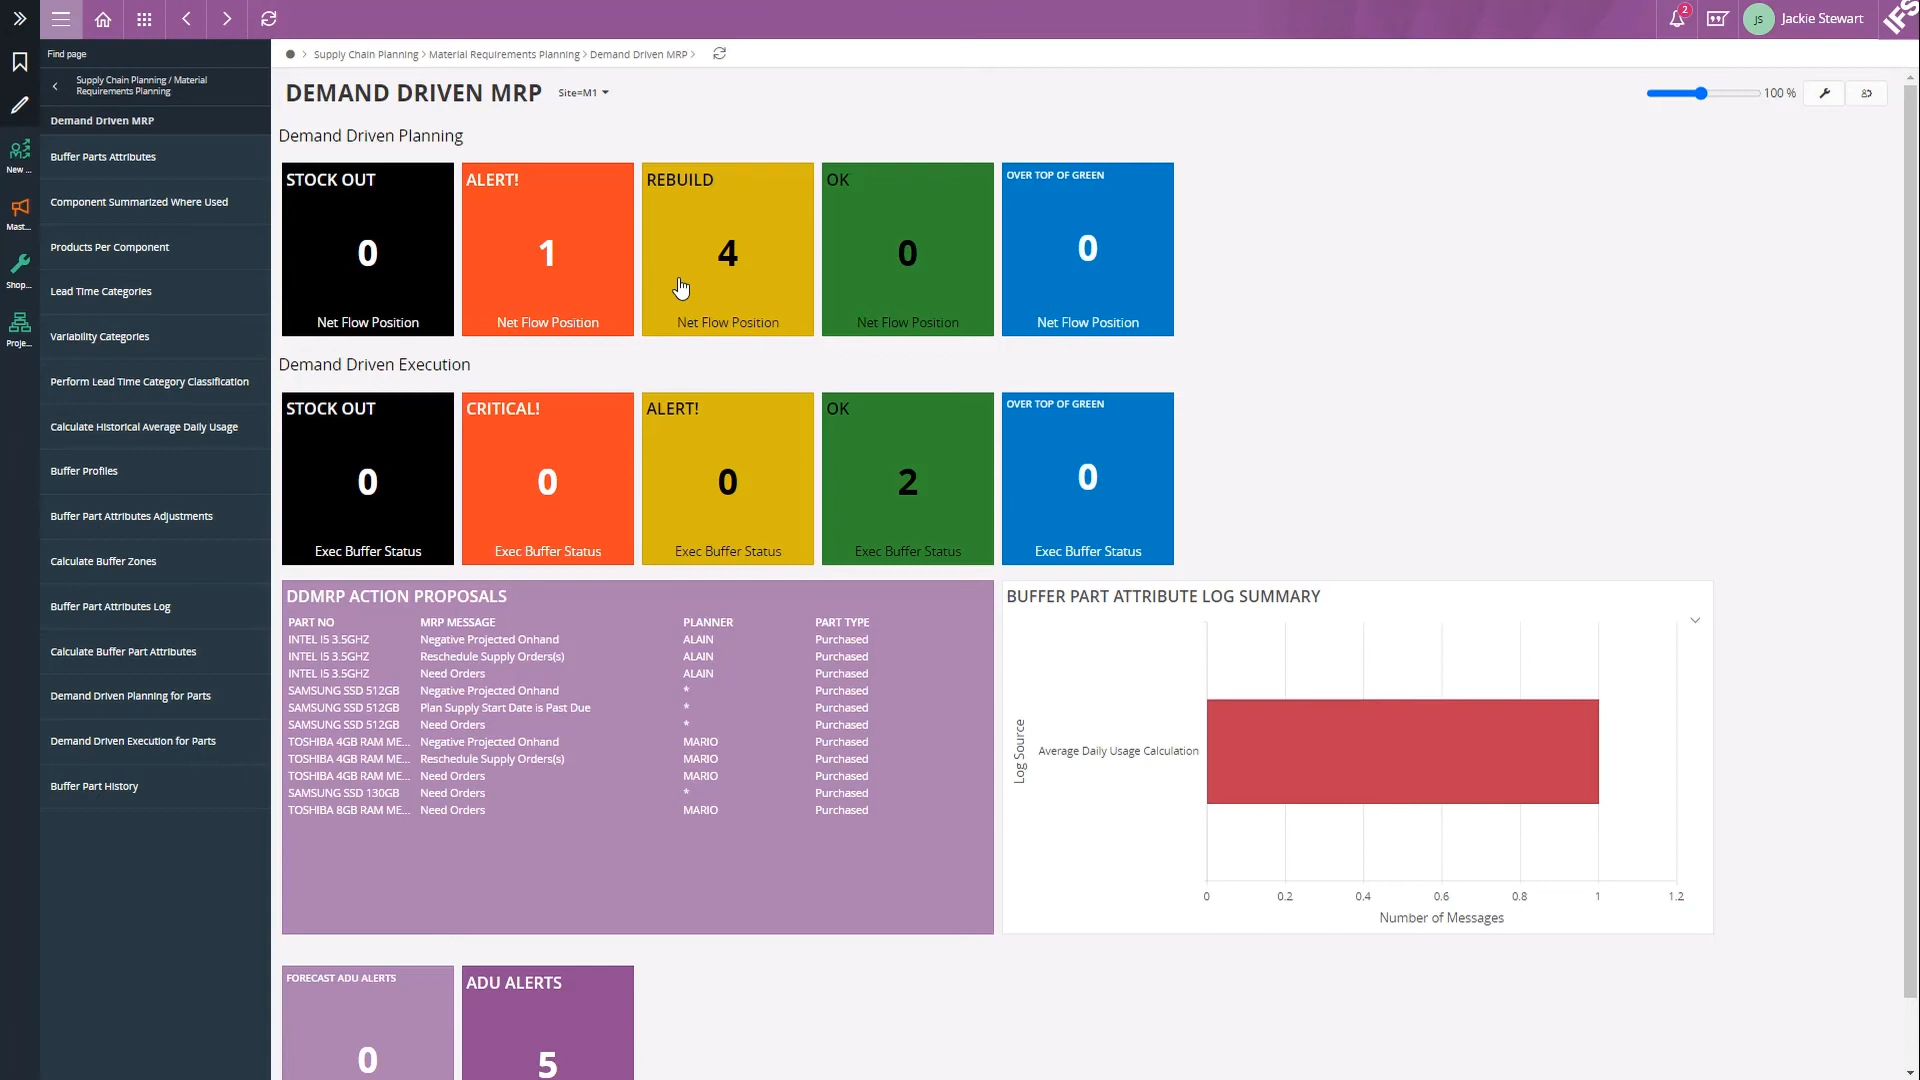 2
JS
Jackie Stewart
IFS
Find page
Supply Chain Planning > Material Requirements Planning > Demand Driven MRP >
Supply Chain Planning / Material
Requirements Planning
Demand Driven MRP
Buffer Parts Attributes
Component Summarized Where Used
Products Per Component
Lead Time Categories
Variability Categories
Perform Lead Time Category Classification
Calculate Historical Average Daily Usage
Buffer Profiles
Buffer Part Attributes Adjustments
Calculate Buffer Zones
Buffer Part Attributes Log
Calculate Buffer Part Attributes
Demand Driven Planning for Parts
Demand Driven Execution for Parts
Buffer Part History
New ...
Mast...
Shop...
Proje...
DEMAND DRIVEN MRP Site=M1
100 %
Demand Driven Planning
STOCK OUT
0
Net Flow Position
ALERT!
1
Net Flow Position
REBUILD
4
Net Flow Position
OK
0
Net Flow Position
OVER TOP OF GREEN
0
Net Flow Position
Demand Driven Execution
STOCK OUT
0
Exec Buffer Status
CRITICAL!
0
Exec Buffer Status
ALERT!
0
Exec Buffer Status
OK
2
Exec Buffer Status
OVER TOP OF GREEN
0
Exec Buffer Status
DDMRP ACTION PROPOSALS
PART NO MRP MESSAGE PLANNER PART TYPE
INTEL I5 3.5GHZ Negative Projected Onhand ALAIN Purchased
INTEL I5 3.5GHZ Reschedule Supply Orders(s) ALAIN Purchased
INTEL I5 3.5GHZ Need Orders ALAIN Purchased
SAMSUNG SSD 512GB Negative Projected Onhand * Purchased
SAMSUNG SSD 512GB Plan Supply Start Date is Past Due * Purchased
SAMSUNG SSD 512GB Need Orders * Purchased
TOSHIBA 4GB RAM ME... Negative Projected Onhand MARIO Purchased
TOSHIBA 4GB RAM ME... Reschedule Supply Orders(s) MARIO Purchased
TOSHIBA 4GB RAM ME... Need Orders MARIO Purchased
SAMSUNG SSD 130GB Need Orders * Purchased
TOSHIBA 8GB RAM ME... Need Orders MARIO Purchased
BUFFER PART ATTRIBUTE LOG SUMMARY
Log Source
Average Daily Usage Calculation
0 0.2 0.4 0.6 0.8 1 1.2
Number of Messages
FORECAST ADU ALERTS
0
ADU ALERTS
5